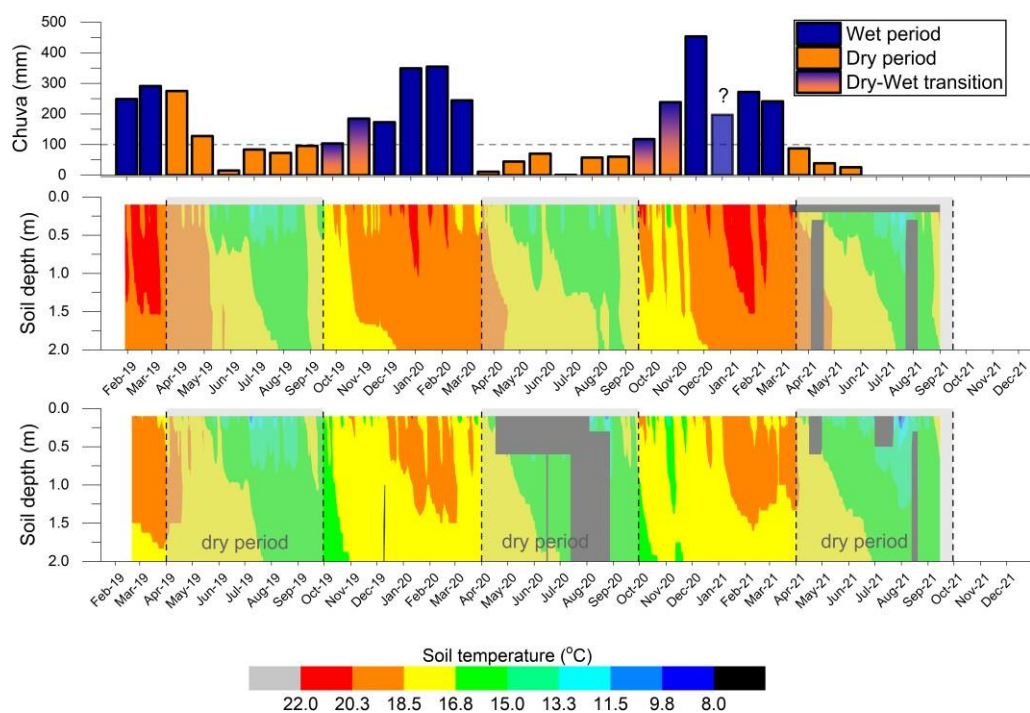 500
400
300
200
100
0
Chuva (mm)
Wet period
Dry period
Dry-Wet transition
?
0.0
0.5
1.0
1.5
2.0
Soil depth (m)
Feb-19 Mar-19 Apr-19 May-19 Jun-19 Jul-19 Aug-19 Sep-19 Oct-19 Nov-19 Dec-19 Jan-20 Feb-20 Mar-20 Apr-20 May-20 Jun-20 Jul-20 Aug-20 Sep-20 Oct-20 Nov-20 Dec-20 Jan-21 Feb-21 Mar-21 Apr-21 May-21 Jun-21 Jul-21 Aug-21 Sep-21 Oct-21 Nov-21 Dec-21
0.0
0.5
1.0
1.5
2.0
Soil depth (m)
dry period dry period dry period
Feb-19 Mar-19 Apr-19 May-19 Jun-19 Jul-19 Aug-19 Sep-19 Oct-19 Nov-19 Dec-19 Jan-20 Feb-20 Mar-20 Apr-20 May-20 Jun-20 Jul-20 Aug-20 Sep-20 Oct-20 Nov-20 Dec-20 Jan-21 Feb-21 Mar-21 Apr-21 May-21 Jun-21 Jul-21 Aug-21 Sep-21 Oct-21 Nov-21 Dec-21
Soil temperature (°C)
22.0 20.3 18.5 16.8 15.0 13.3 11.5 9.8 8.0